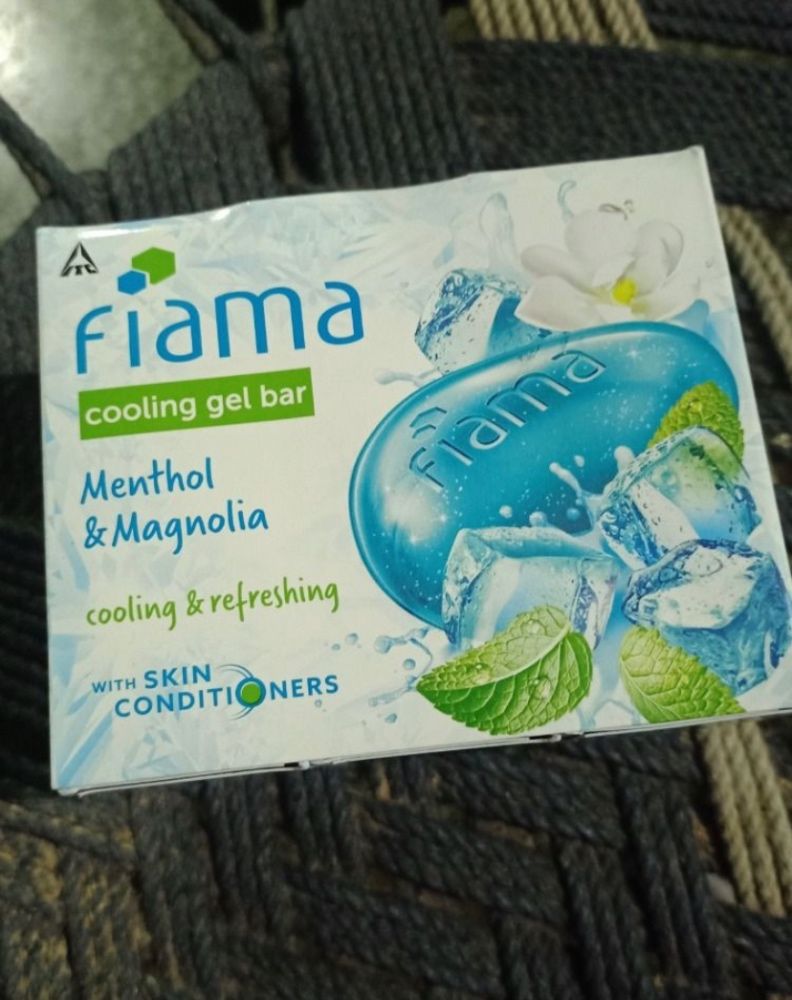 ITC
fiama
cooling gel bar
Menthol
& Magnolia
cooling & refreshing
WITH SKIN
CONDITIONERS
fiama